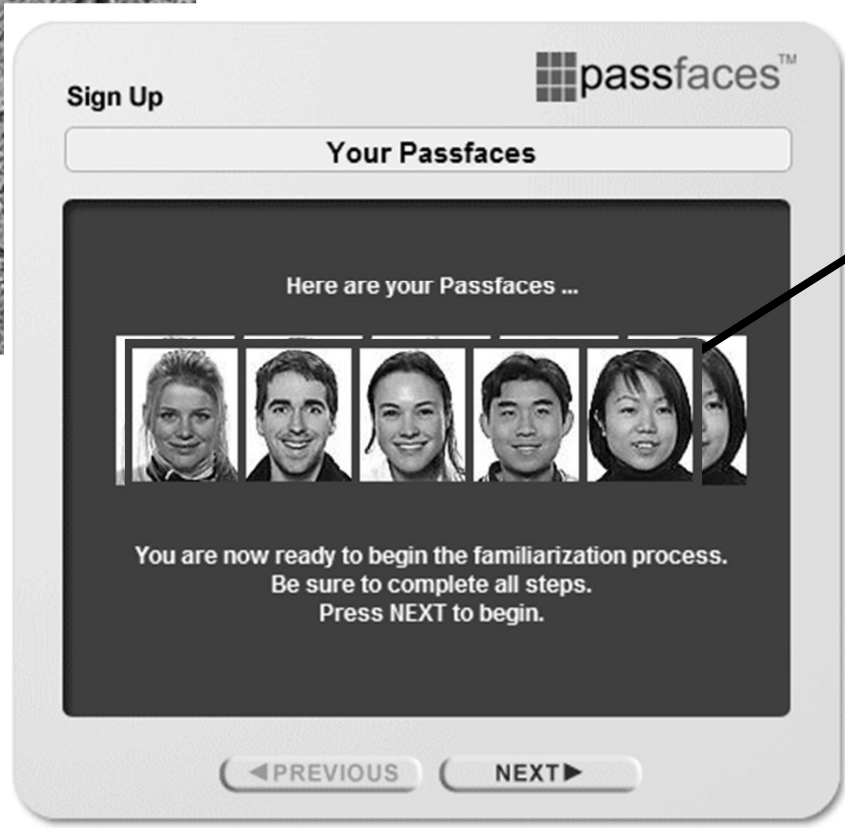 passfaces™
Sign Up
Your Passfaces
Here are your Passfaces ...
You are now ready to begin the familiarization process.
Be sure to complete all steps.
Press NEXT to begin.
◀PREVIOUS
NEXT▶